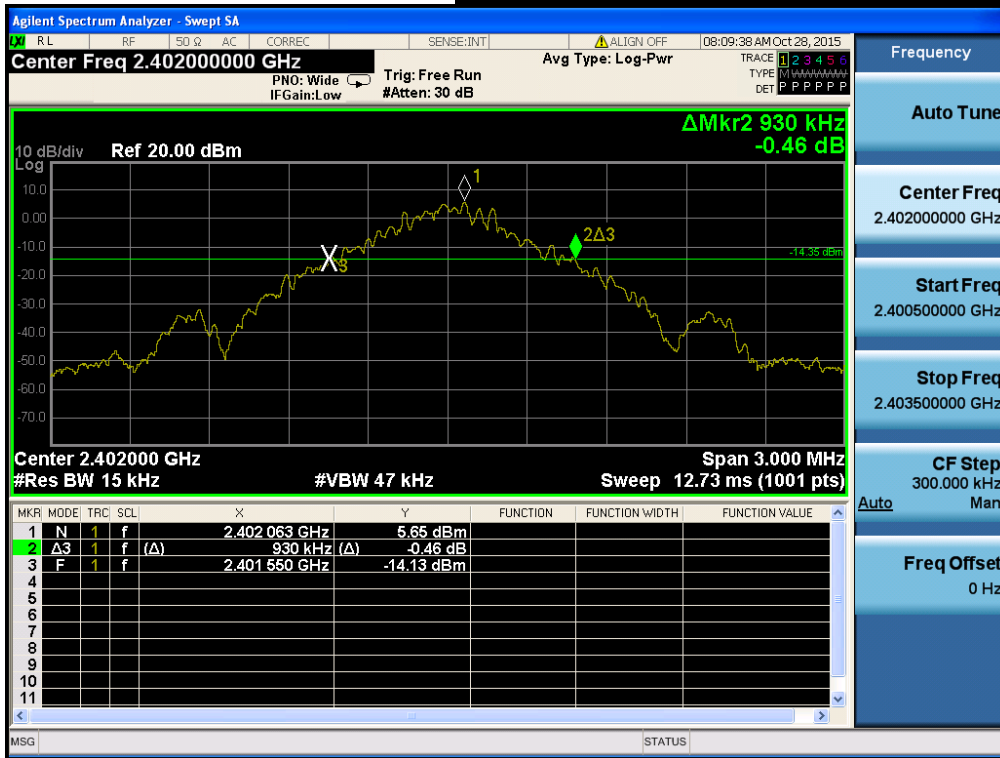 Agilent Spectrum Analyzer - Swept SA
LXI RL RF 50 Ω AC CORREC SENSE:INT ALIGN OFF 08:09:38 AM Oct 28, 2015
Center Freq 2.402000000 GHz
PNO: Wide
IFGain:Low
Trig: Free Run
#Atten: 30 dB
Avg Type: Log-Pwr
TRACE 1 2 3 4 5 6
TYPE M
DET P P P P P P
ΔMkr2 930 kHz
-0.46 dB
10 dB/div Ref 20.00 dBm
Log
10.0
0.00
-10.0
-20.0
-30.0
-40.0
-50.0
-60.0
-70.0
1
2Δ3
3
-14.35 dBm
Center 2.402000 GHz Span 3.000 MHz
#Res BW 15 kHz #VBW 47 kHz Sweep 12.73 ms (1001 pts)
MKR MODE TRC SCL X Y FUNCTION FUNCTION WIDTH FUNCTION VALUE
1 N 1 f 2.402 063 GHz 5.65 dBm
2 Δ3 1 f (Δ) 930 kHz (Δ) -0.46 dB
3 F 1 f 2.401 550 GHz -14.13 dBm
4
5
6
7
8
9
10
11
MSG STATUS
Frequency
Auto Tune
Center Freq
2.402000000 GHz
Start Freq
2.400500000 GHz
Stop Freq
2.403500000 GHz
CF Step
300.000 kHz
Auto Man
Freq Offset
0 Hz